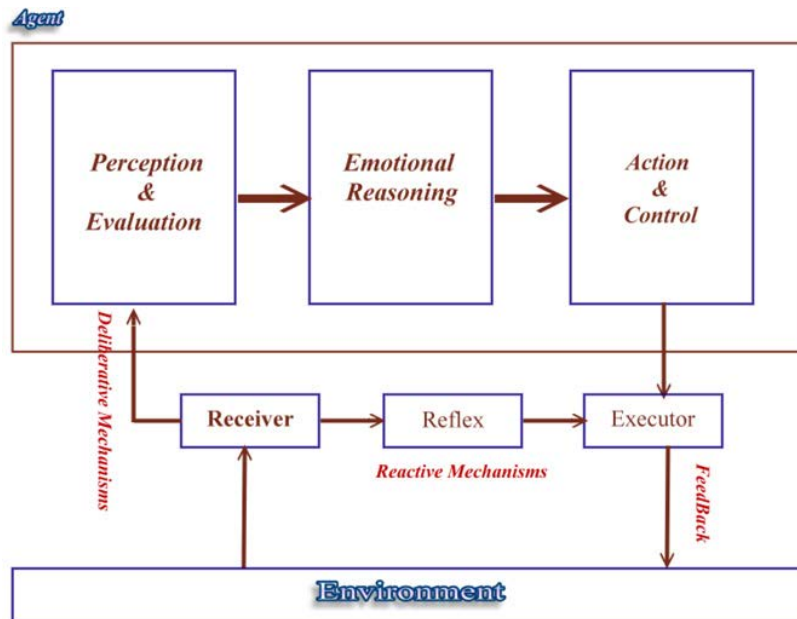 Agent
Perception
&
Evaluation
Emotional
Reasoning
Action
&
Control
Deliberative Mechanisms
Receiver
Reflex
Executor
Reactive Mechanisms
FeedBack
Environment